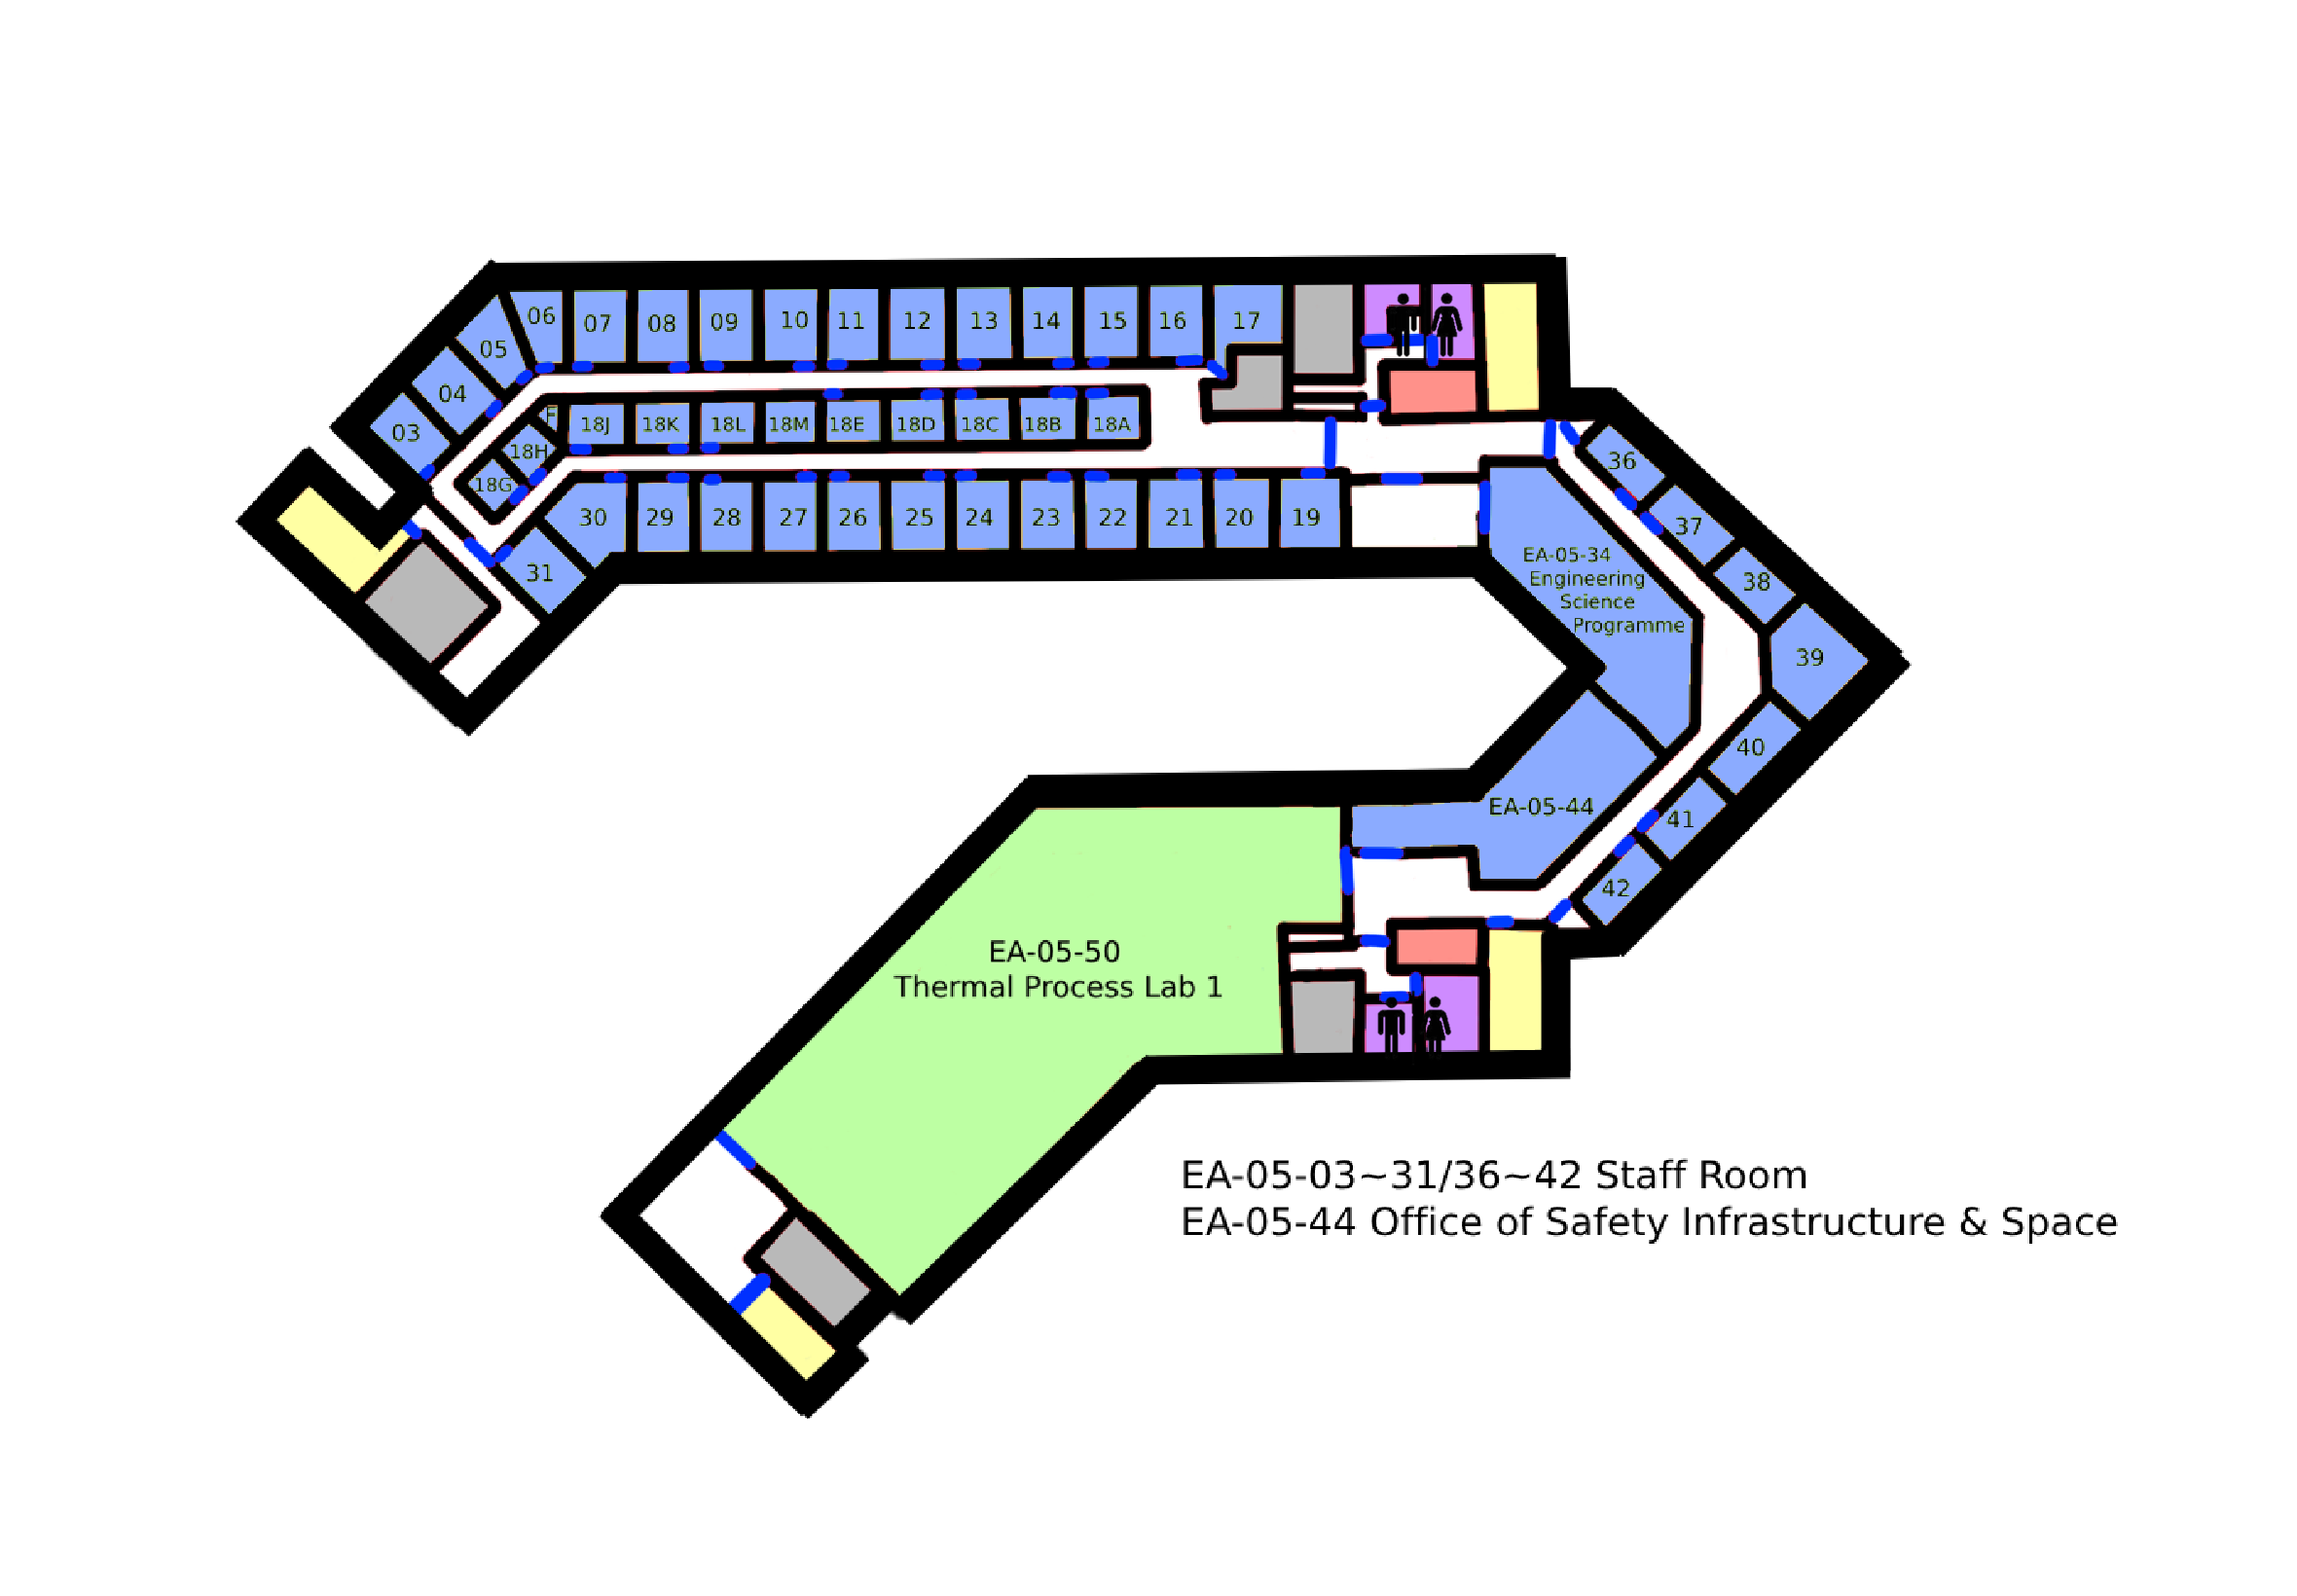 06 07 08 09 10 11 12 13 14 15 16 17
05
04
03
F 18J 18K 18L 18M 18E 18D 18C 18B 18A
18H
18G
36
30 29 28 27 26 25 24 23 22 21 20 19
37
31
EA-05-34
Engineering
Science
Programme
38
39
40
EA-05-44
41
42
EA-05-50
Thermal Process Lab 1
EA-05-03~31/36~42 Staff Room
EA-05-44 Office of Safety Infrastructure & Space